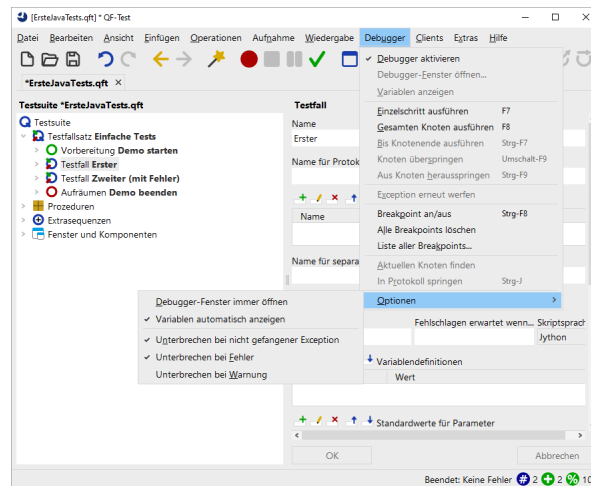 [ErsteJavaTests.qft] * QF-Test
Datei Bearbeiten Ansicht Einfügen Operationen Aufnahme Wiedergabe Debugger Clients Extras Hilfe
*ErsteJavaTests.qft ×
Testsuite *ErsteJavaTests.qft
Testsuite
Testfallsatz Einfache Tests
Vorbereitung Demo starten
Testfall Erster
Testfall Zweiter (mit Fehler)
Aufräumen Demo beenden
Prozeduren
Extrasequenzen
Fenster und Komponenten
Testfall
Name
Erster
Name für Protok
Name
Name für separa
Debugger aktivieren
Debugger-Fenster öffnen...
Variablen anzeigen
Einzelschritt ausführen F7
Gesamten Knoten ausführen F8
Bis Knotenende ausführen Strg-F7
Knoten überspringen Umschalt-F9
Aus Knoten herausspringen Strg-F9
Exception erneut werfen
Breakpoint an/aus Strg-F8
Alle Breakpoints löschen
Liste aller Breakpoints...
Aktuellen Knoten finden
In Protokoll springen Strg-J
Optionen
Debugger-Fenster immer öffnen
Variablen automatisch anzeigen
Unterbrechen bei nicht gefangener Exception
Unterbrechen bei Fehler
Unterbrechen bei Warnung
Fehlschlagen erwartet wenn... Skriptsprach
Jython
Variablendefinitionen
Wert
Standardwerte für Parameter
OK Abbrechen
Beendet: Keine Fehler # 2 2 % 10